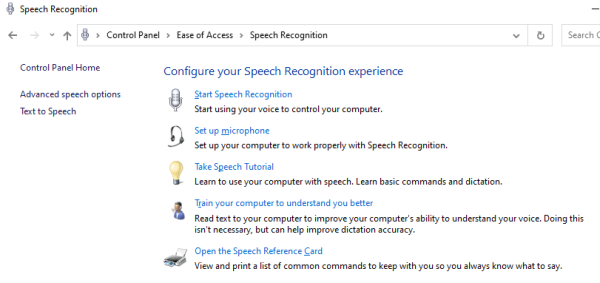 Speech Recognition
Control Panel > Ease of Access > Speech Recognition
Search
Control Panel Home
Advanced speech options
Text to Speech
Configure your Speech Recognition experience
Start Speech Recognition
Start using your voice to control your computer.
Set up microphone
Set up your computer to work properly with Speech Recognition.
Take Speech Tutorial
Learn to use your computer with speech. Learn basic commands and dictation.
Train your computer to understand you better
Read text to your computer to improve your computer's ability to understand your voice. Doing this
isn't necessary, but can help improve dictation accuracy.
Open the Speech Reference Card
View and print a list of common commands to keep with you so you always know what to say.